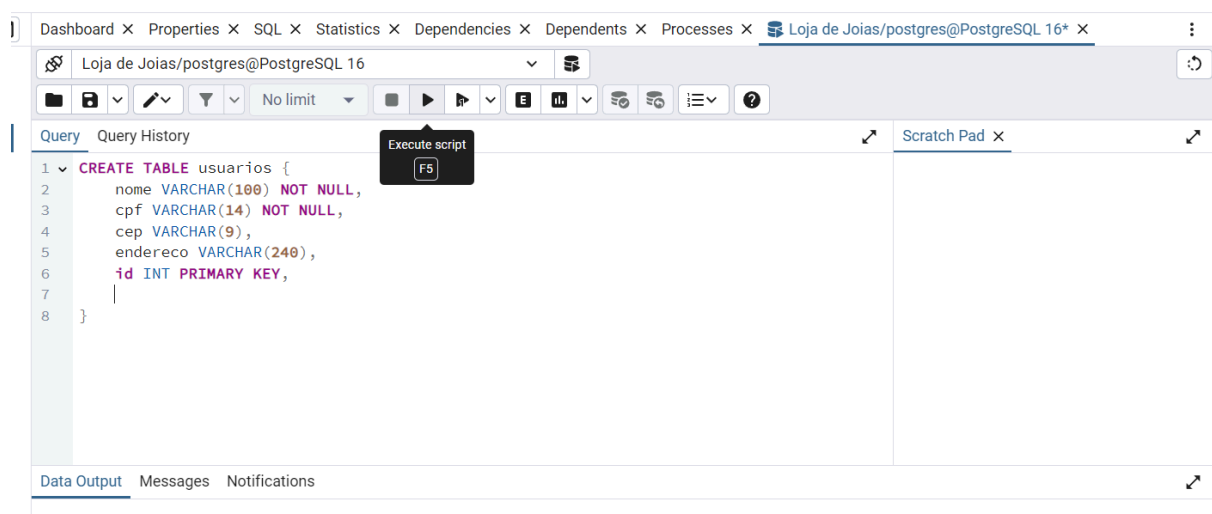 Dashboard X Properties X SQL X Statistics X Dependencies X Dependents X Processes X Loja de Joias/postgres@PostgreSQL 16* X
Loja de Joias/postgres@PostgreSQL 16
No limit
Query Query History
Scratch Pad X
Execute script
F5
1 CREATE TABLE usuarios {
2 nome VARCHAR(100) NOT NULL,
3 cpf VARCHAR(14) NOT NULL,
4 cep VARCHAR(9),
5 endereco VARCHAR(240),
6 id INT PRIMARY KEY,
7
8 }
Data Output Messages Notifications